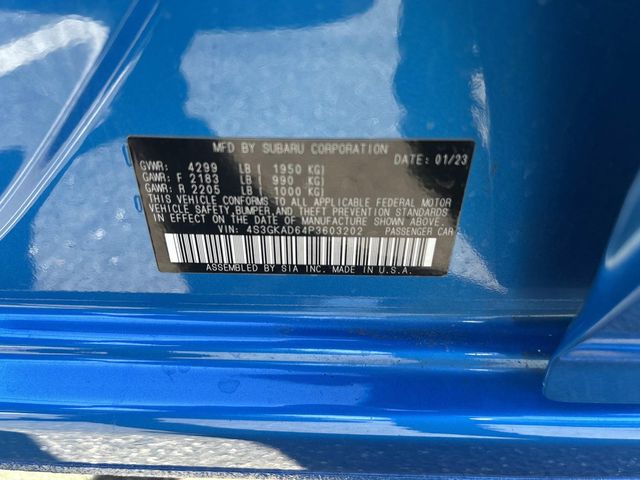 MFD BY SUBARU CORPORATION DATE: 01/23
GVWR: 4299 LB ( 1950 KG)
GAWR: F 2183 LB ( 990 KG)
GAWR: R 2205 LB ( 1000 KG)
THIS VEHICLE CONFORMS TO ALL APPLICABLE FEDERAL MOTOR
VEHICLE SAFETY, BUMPER, AND THEFT PREVENTION STANDARDS
IN EFFECT ON THE DATE OF MANUFACTURE SHOWN ABOVE.
VIN: 4S3GKAD64P3603202 PASSENGER CAR
ASSEMBLED BY SIA INC. MADE IN U.S.A.